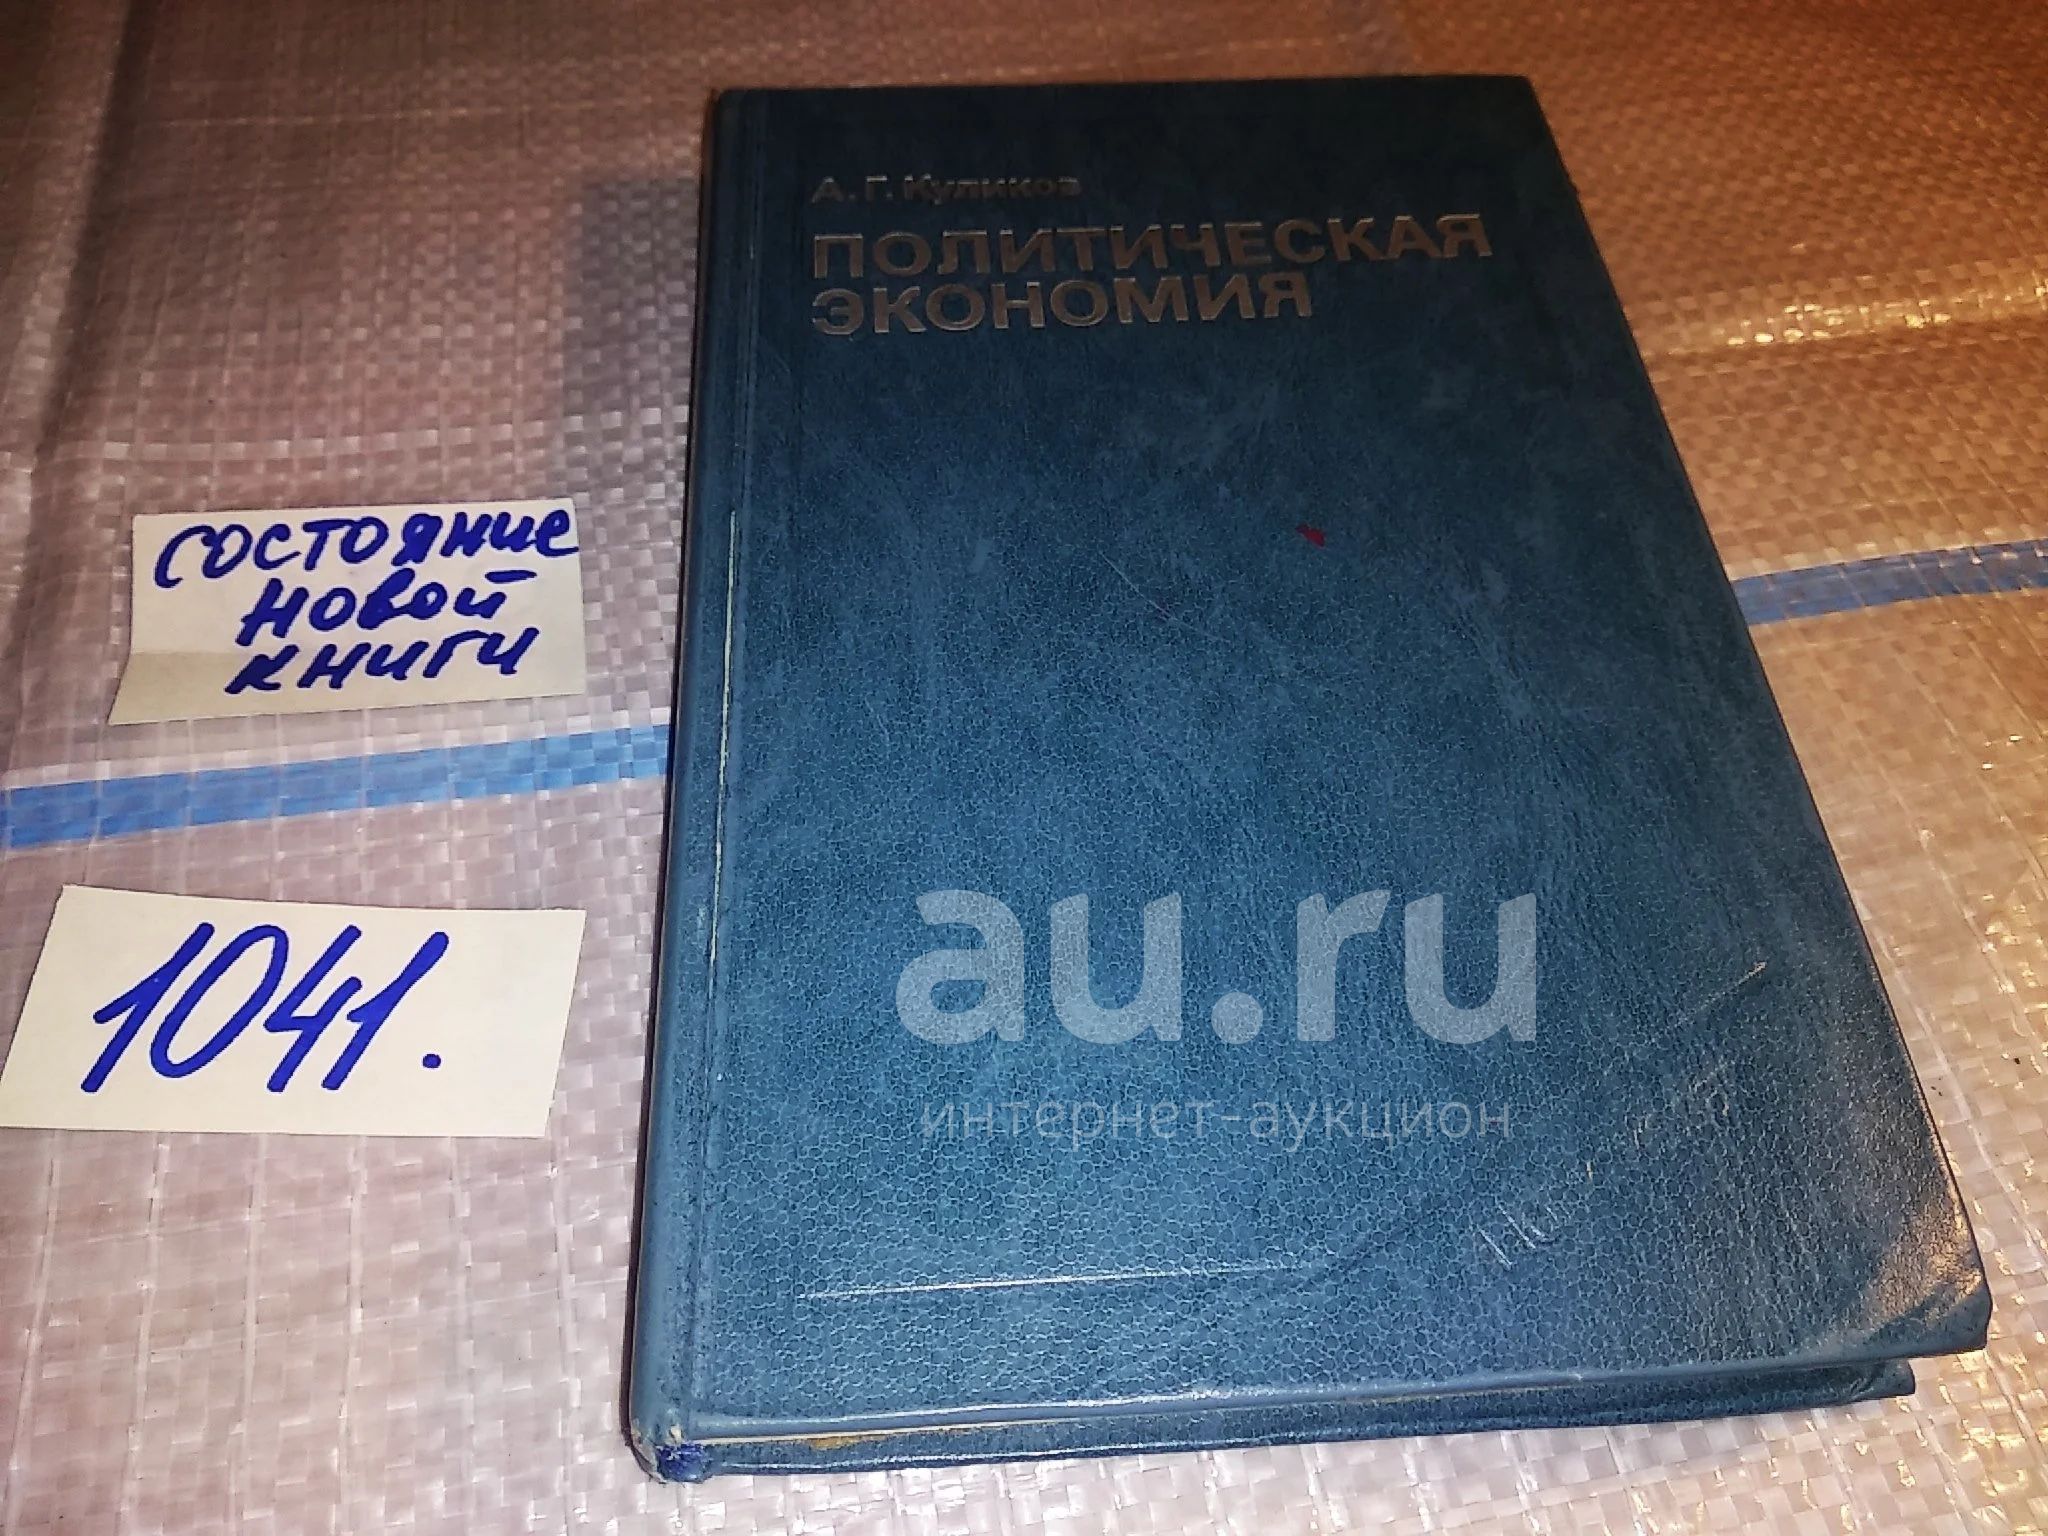 А.Г.Куликов
ПОЛИТИЧЕСКАЯ
ЭКОНОМИЯ
состояние
новой
книги
1041.
au.ru
интернет-аукцион